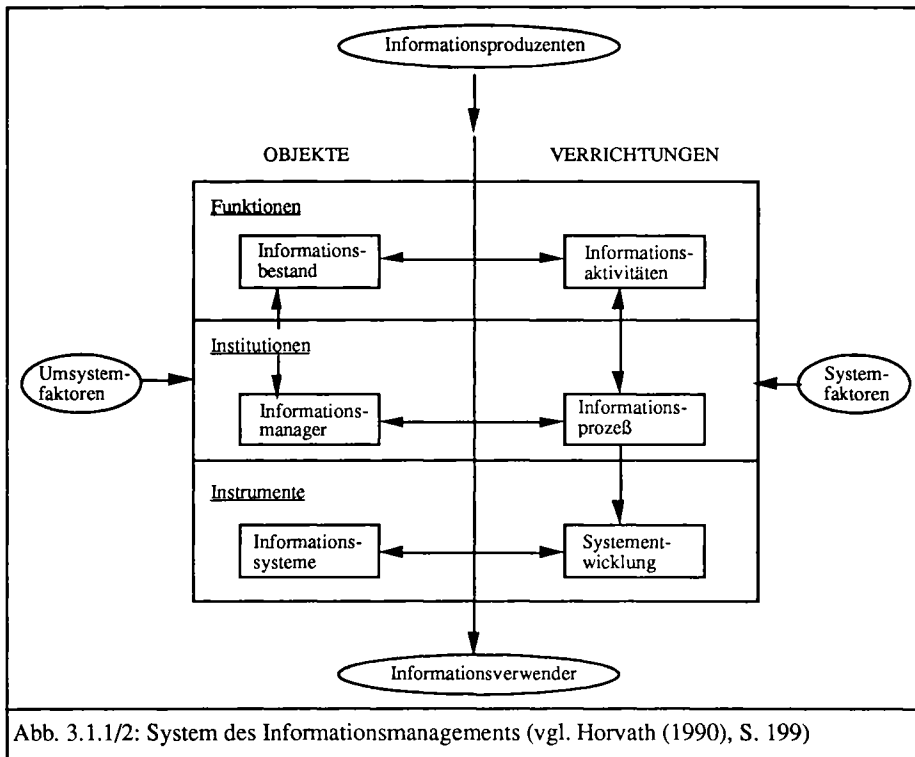 Informationsproduzenten
OBJEKTE
VERRICHTUNGEN
Funktionen
Informations-
bestand
Informations-
aktivitäten
Institutionen
Umsystem-
faktoren
System-
faktoren
Informations-
manager
Informations-
prozeß
Instrumente
Informations-
systeme
Systement-
wicklung
Informationsverwender
Abb. 3.1.1/2: System des Informationsmanagements (vgl. Horvath (1990), S. 199)